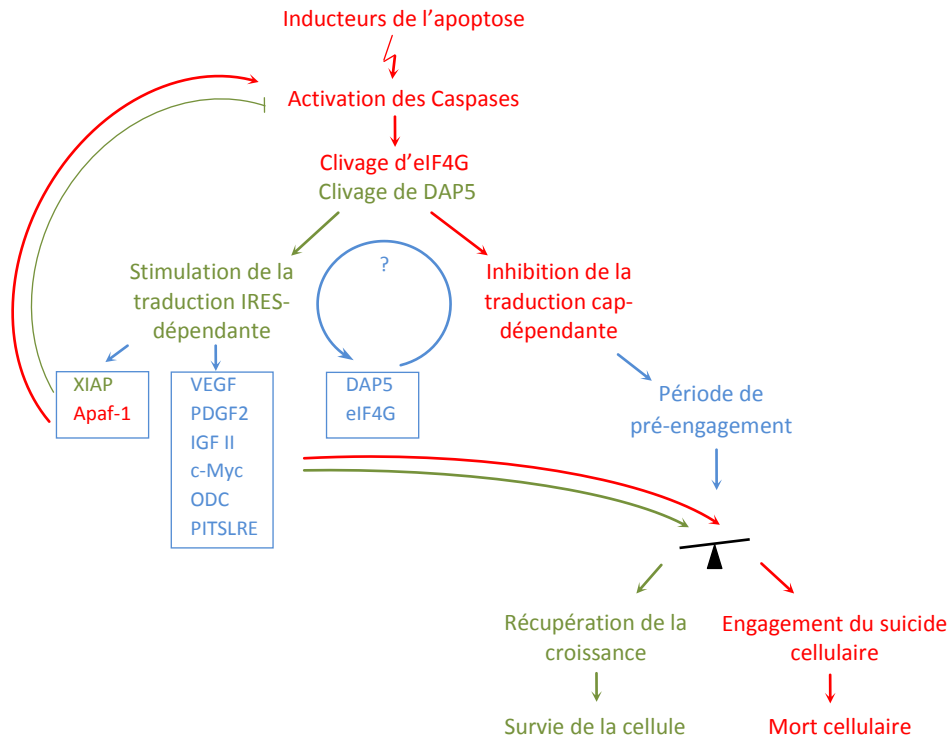 Inducteurs de l'apoptose
Activation des Caspases
Clivage d'eIF4G
Clivage de DAP5
Stimulation de la
traduction IRES-
dépendante
?
Inhibition de la
traduction cap-
dépendante
XIAP
Apaf-1
VEGF
PDGF2
IGF II
c-Myc
ODC
PITSLRE
DAP5
eIF4G
Période de
pré-engagement
Récupération de la
croissance
Survie de la cellule
Engagement du suicide
cellulaire
Mort cellulaire